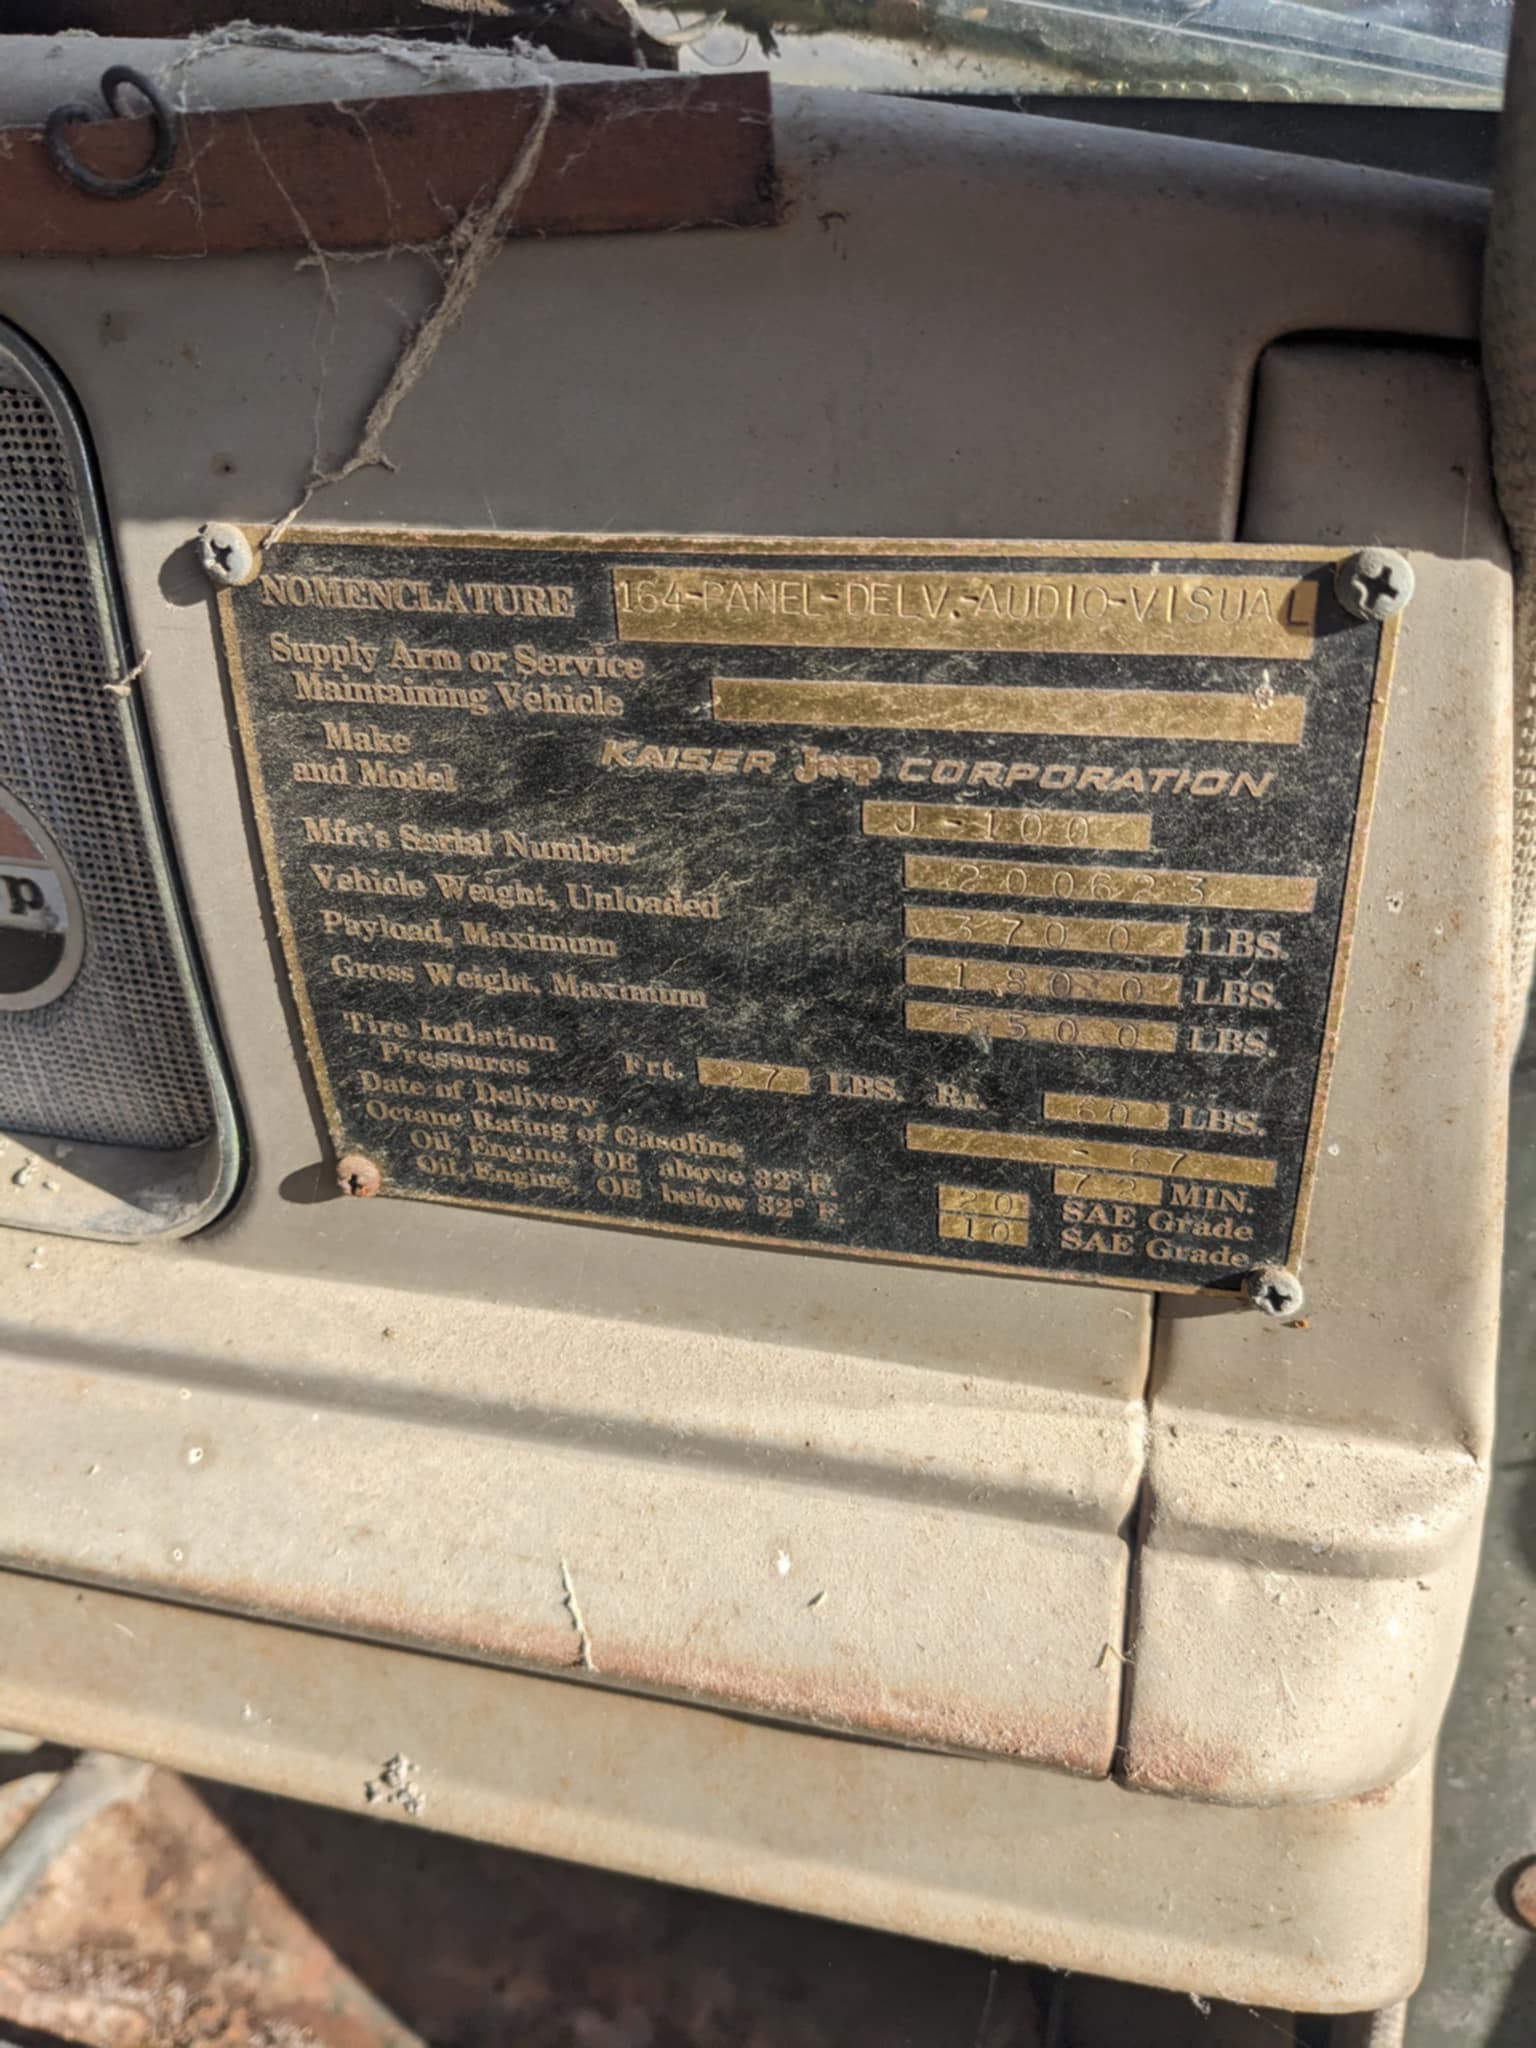 NOMENCLATURE 164-PANEL-DELV.-AUDIO-VISUAL
Supply Arm or Service
Maintaining Vehicle
Make
and Model
KAISER Jeep CORPORATION
J-100
Mfr.'s Serial Number 200623
Vehicle Weight, Unloaded 3700 LBS.
Payload, Maximum 1800 LBS.
Gross Weight, Maximum 5500 LBS.
Tire Inflation
Pressures Frt. 27 LBS. Rr. 60 LBS.
Date of Delivery - 67
Octane Rating of Gasoline 72 MIN.
Oil, Engine, OE above 32° F. 20 SAE Grade
Oil, Engine, OE below 32° F. 10 SAE Grade
p